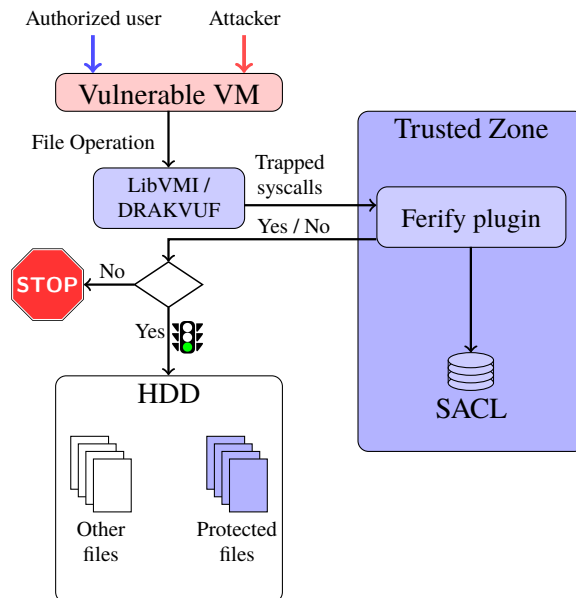 Authorized user
Attacker
Vulnerable VM
File Operation
Trusted Zone
LibVMI /
DRAKVUF
Trapped
syscalls
Ferify plugin
Yes / No
STOP
No
Yes
HDD
SACL
Other
files
Protected
files